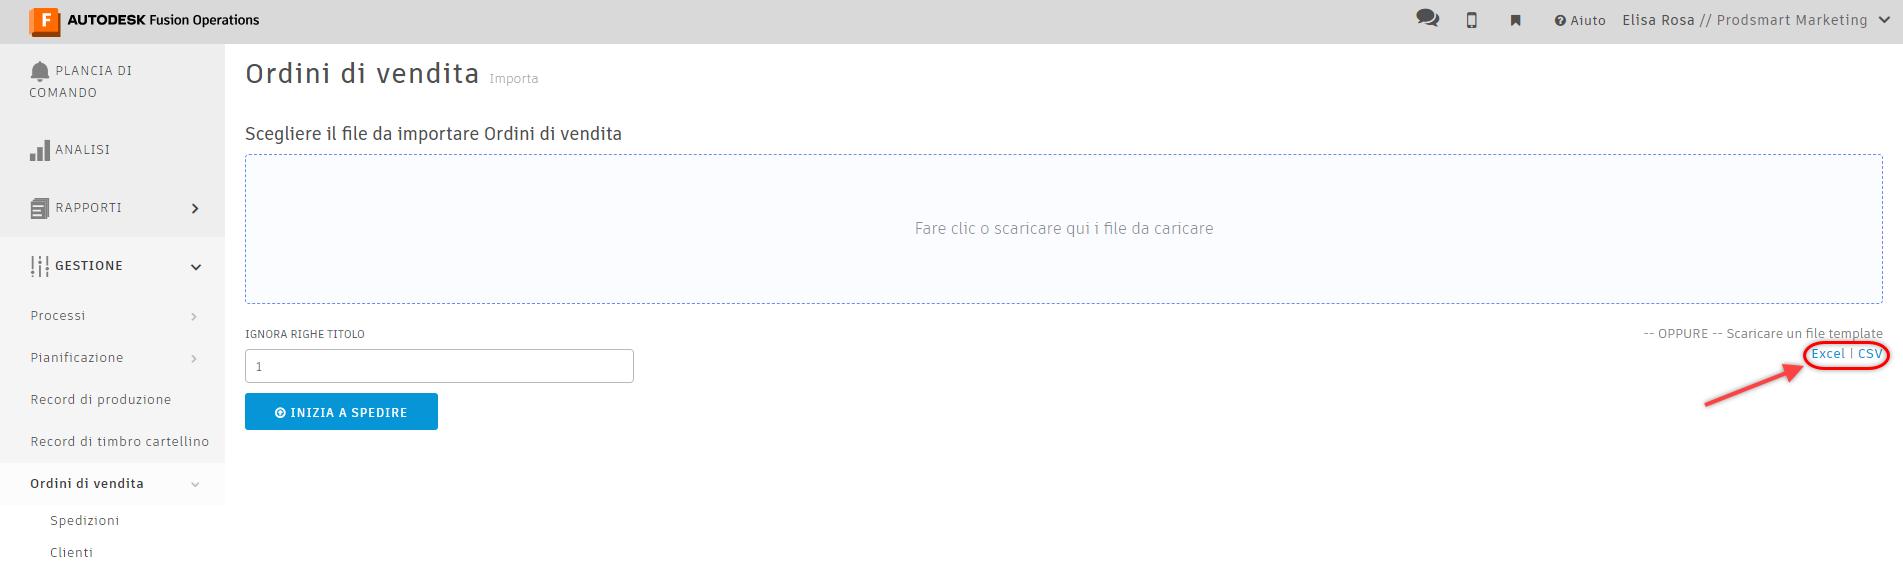 F AUTODESK Fusion Operations
Aiuto Elisa Rosa // Prodsmart Marketing
PLANCIA DI
COMANDO
ANALISI
RAPPORTI
GESTIONE
Processi
Pianificazione
Record di produzione
Record di timbro cartellino
Ordini di vendita
Spedizioni
Clienti
Ordini di vendita Importa
Scegliere il file da importare Ordini di vendita
Fare clic o scaricare qui i file da caricare
IGNORA RIGHE TITOLO
1
INIZIA A SPEDIRE
-- OPPURE -- Scaricare un file template
Excel | CSV